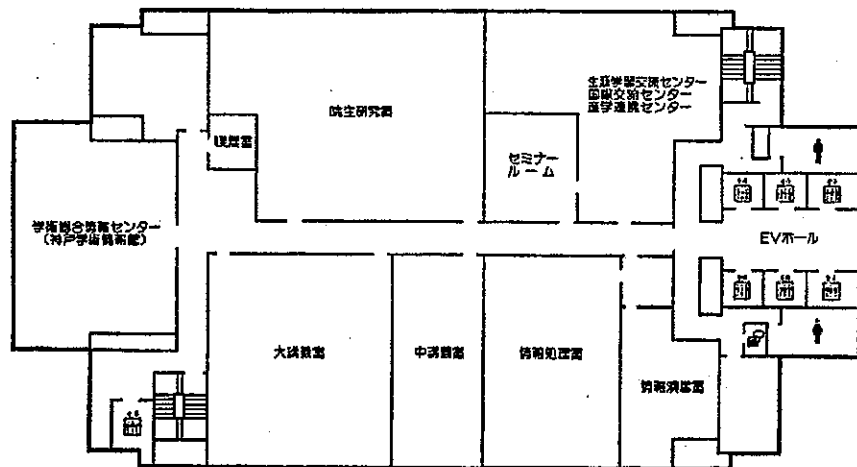 院生研究室
生涯学習交流センター
国際交流センター
産学連携センター
セミナー
ルーム
学術総合情報センター
(神戸学術情報館)
EVホール
大講義室
中講義室
情報処理室
情報演習室